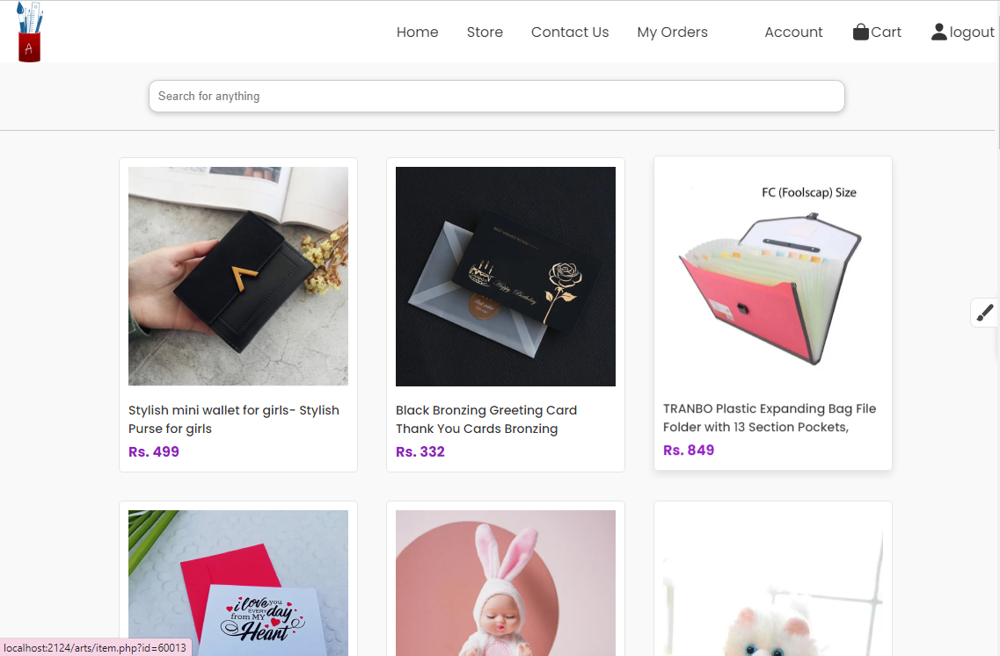 A
Home Store Contact Us My Orders Account Cart logout
Search for anything
FC (Foolscap) Size
Happy Birthday
Stylish mini wallet for girls- Stylish
Purse for girls
Rs. 499
Black Bronzing Greeting Card
Thank You Cards Bronzing
Rs. 332
TRANBO Plastic Expanding Bag File
Folder with 13 Section Pockets,
Rs. 849
i love you
EVERY day
from MY
Heart
localhost:2124/arts/item.php?id=60013